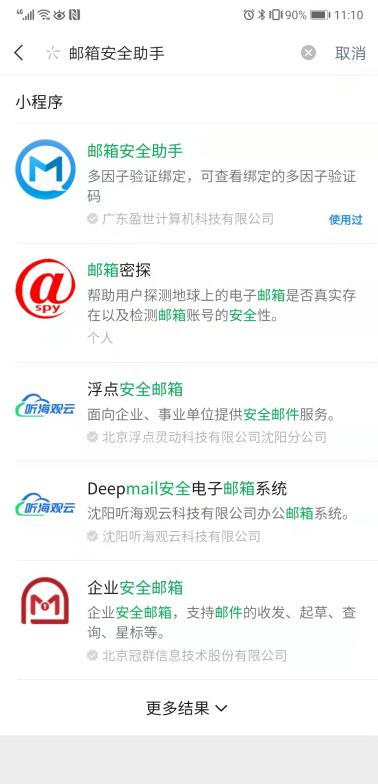 46
90%
11:10
邮箱安全助手
取消
小程序
M
邮箱安全助手
多因子验证绑定，可查看绑定的多因子验证
码
广东盈世计算机科技有限公司
使用过
@
spy
邮箱密探
帮助用户探测地球上的电子邮箱是否真实存
在以及检测邮箱账号的安全性。
个人
听海观云
浮点安全邮箱
面向企业、事业单位提供安全邮件服务。
北京浮点灵动科技有限公司沈阳分公司
听海观云
Deepmail安全电子邮箱系统
沈阳听海观云科技有限公司办公邮箱系统。
沈阳听海观云科技有限公司
M
企业安全邮箱
企业安全邮箱，支持邮件的收发、起草、查
询、星标等。
北京冠群信息技术股份有限公司
更多结果